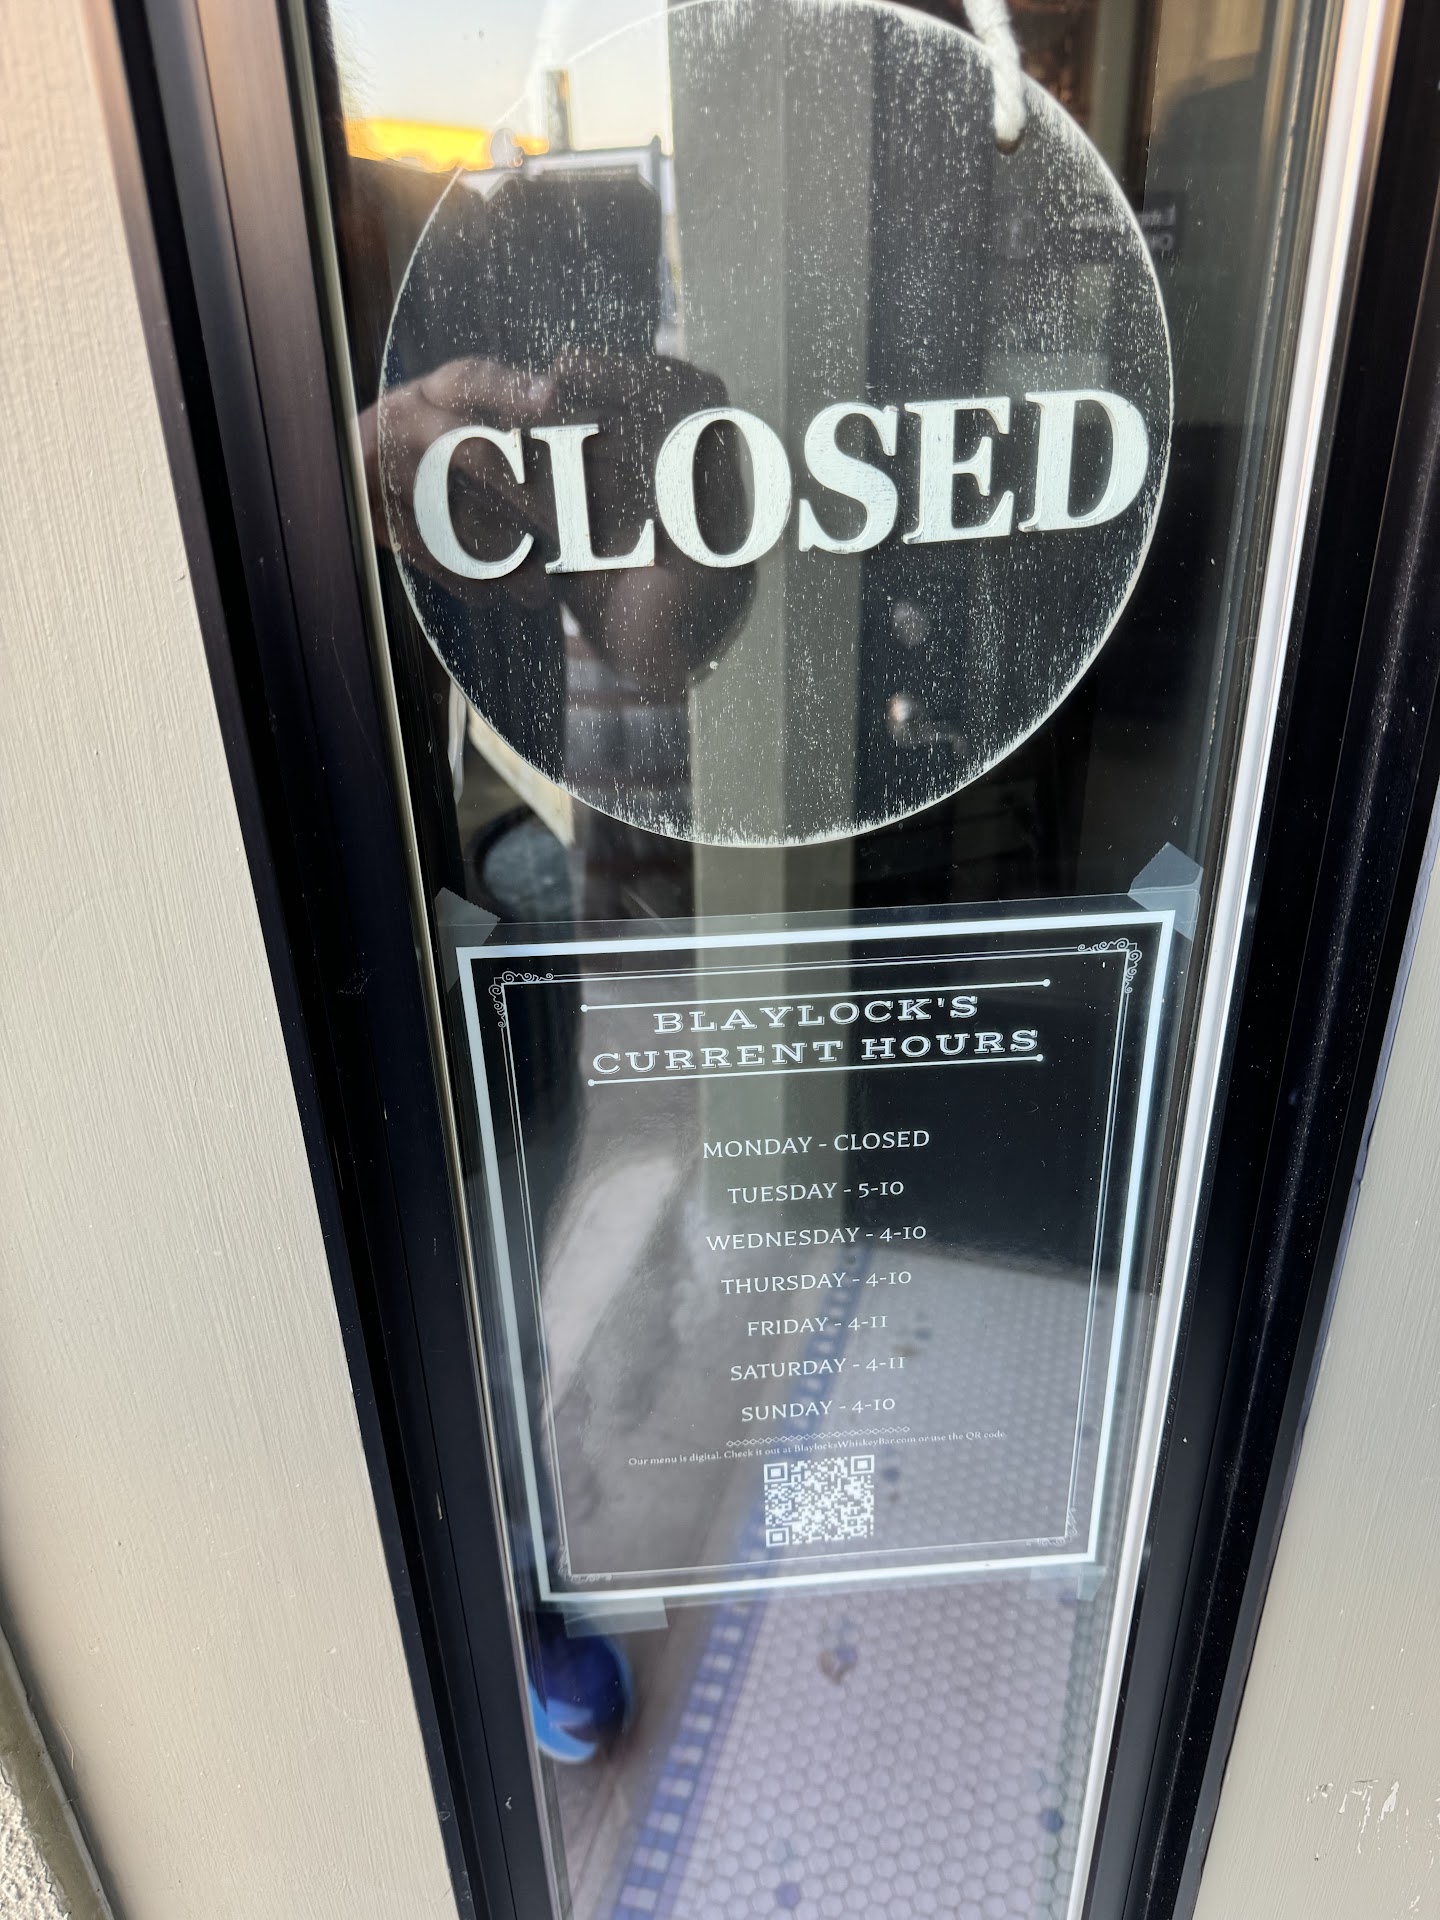 CLOSED
BLAYLOCK'S
CURRENT HOURS
MONDAY - CLOSED
TUESDAY - 5-10
WEDNESDAY - 4-10
THURSDAY - 4-10
FRIDAY - 4-11
SATURDAY - 4-11
SUNDAY - 4-10
Our menu is digital. Check it out at BlaylocksWhiskeyBar.com or use the QR code.